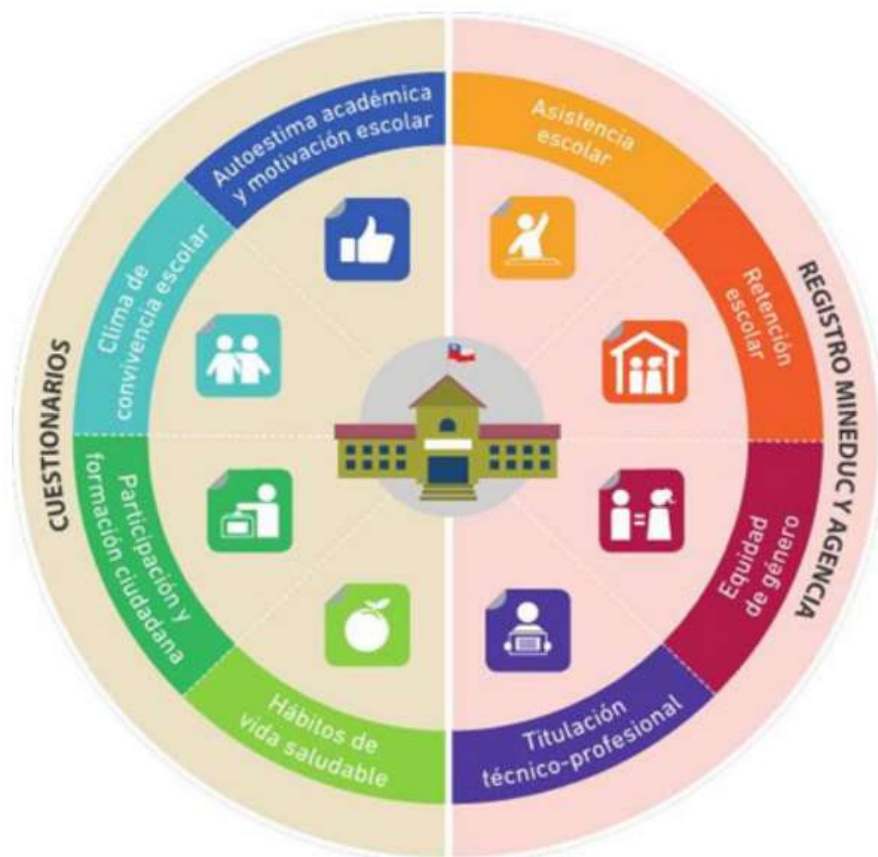 CUESTIONARIOS
Autoestima académica
y motivación escolar
Clima de
convivencia escolar
Participación y
formación ciudadana
Hábitos de
vida saludable
REGISTRO MINEDUC Y AGENCIA
Asistencia
escolar
Retención
escolar
Equidad
de género
Titulación
técnico-profesional